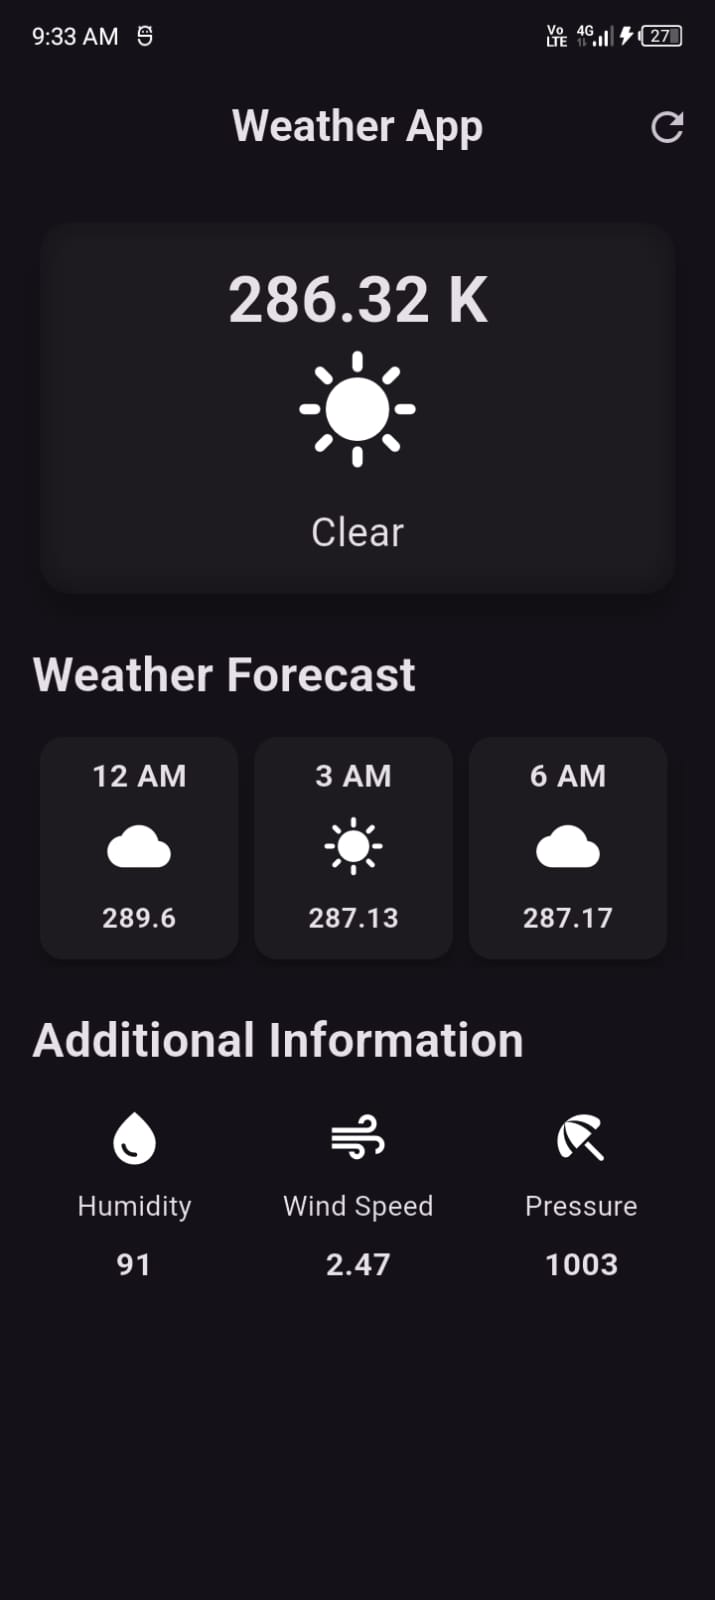 9:33 AM Vo LTE 4G 27
Weather App
286.32 K
Clear
Weather Forecast
12 AM 3 AM 6 AM
289.6 287.13 287.17
Additional Information
Humidity Wind Speed Pressure
91 2.47 1003